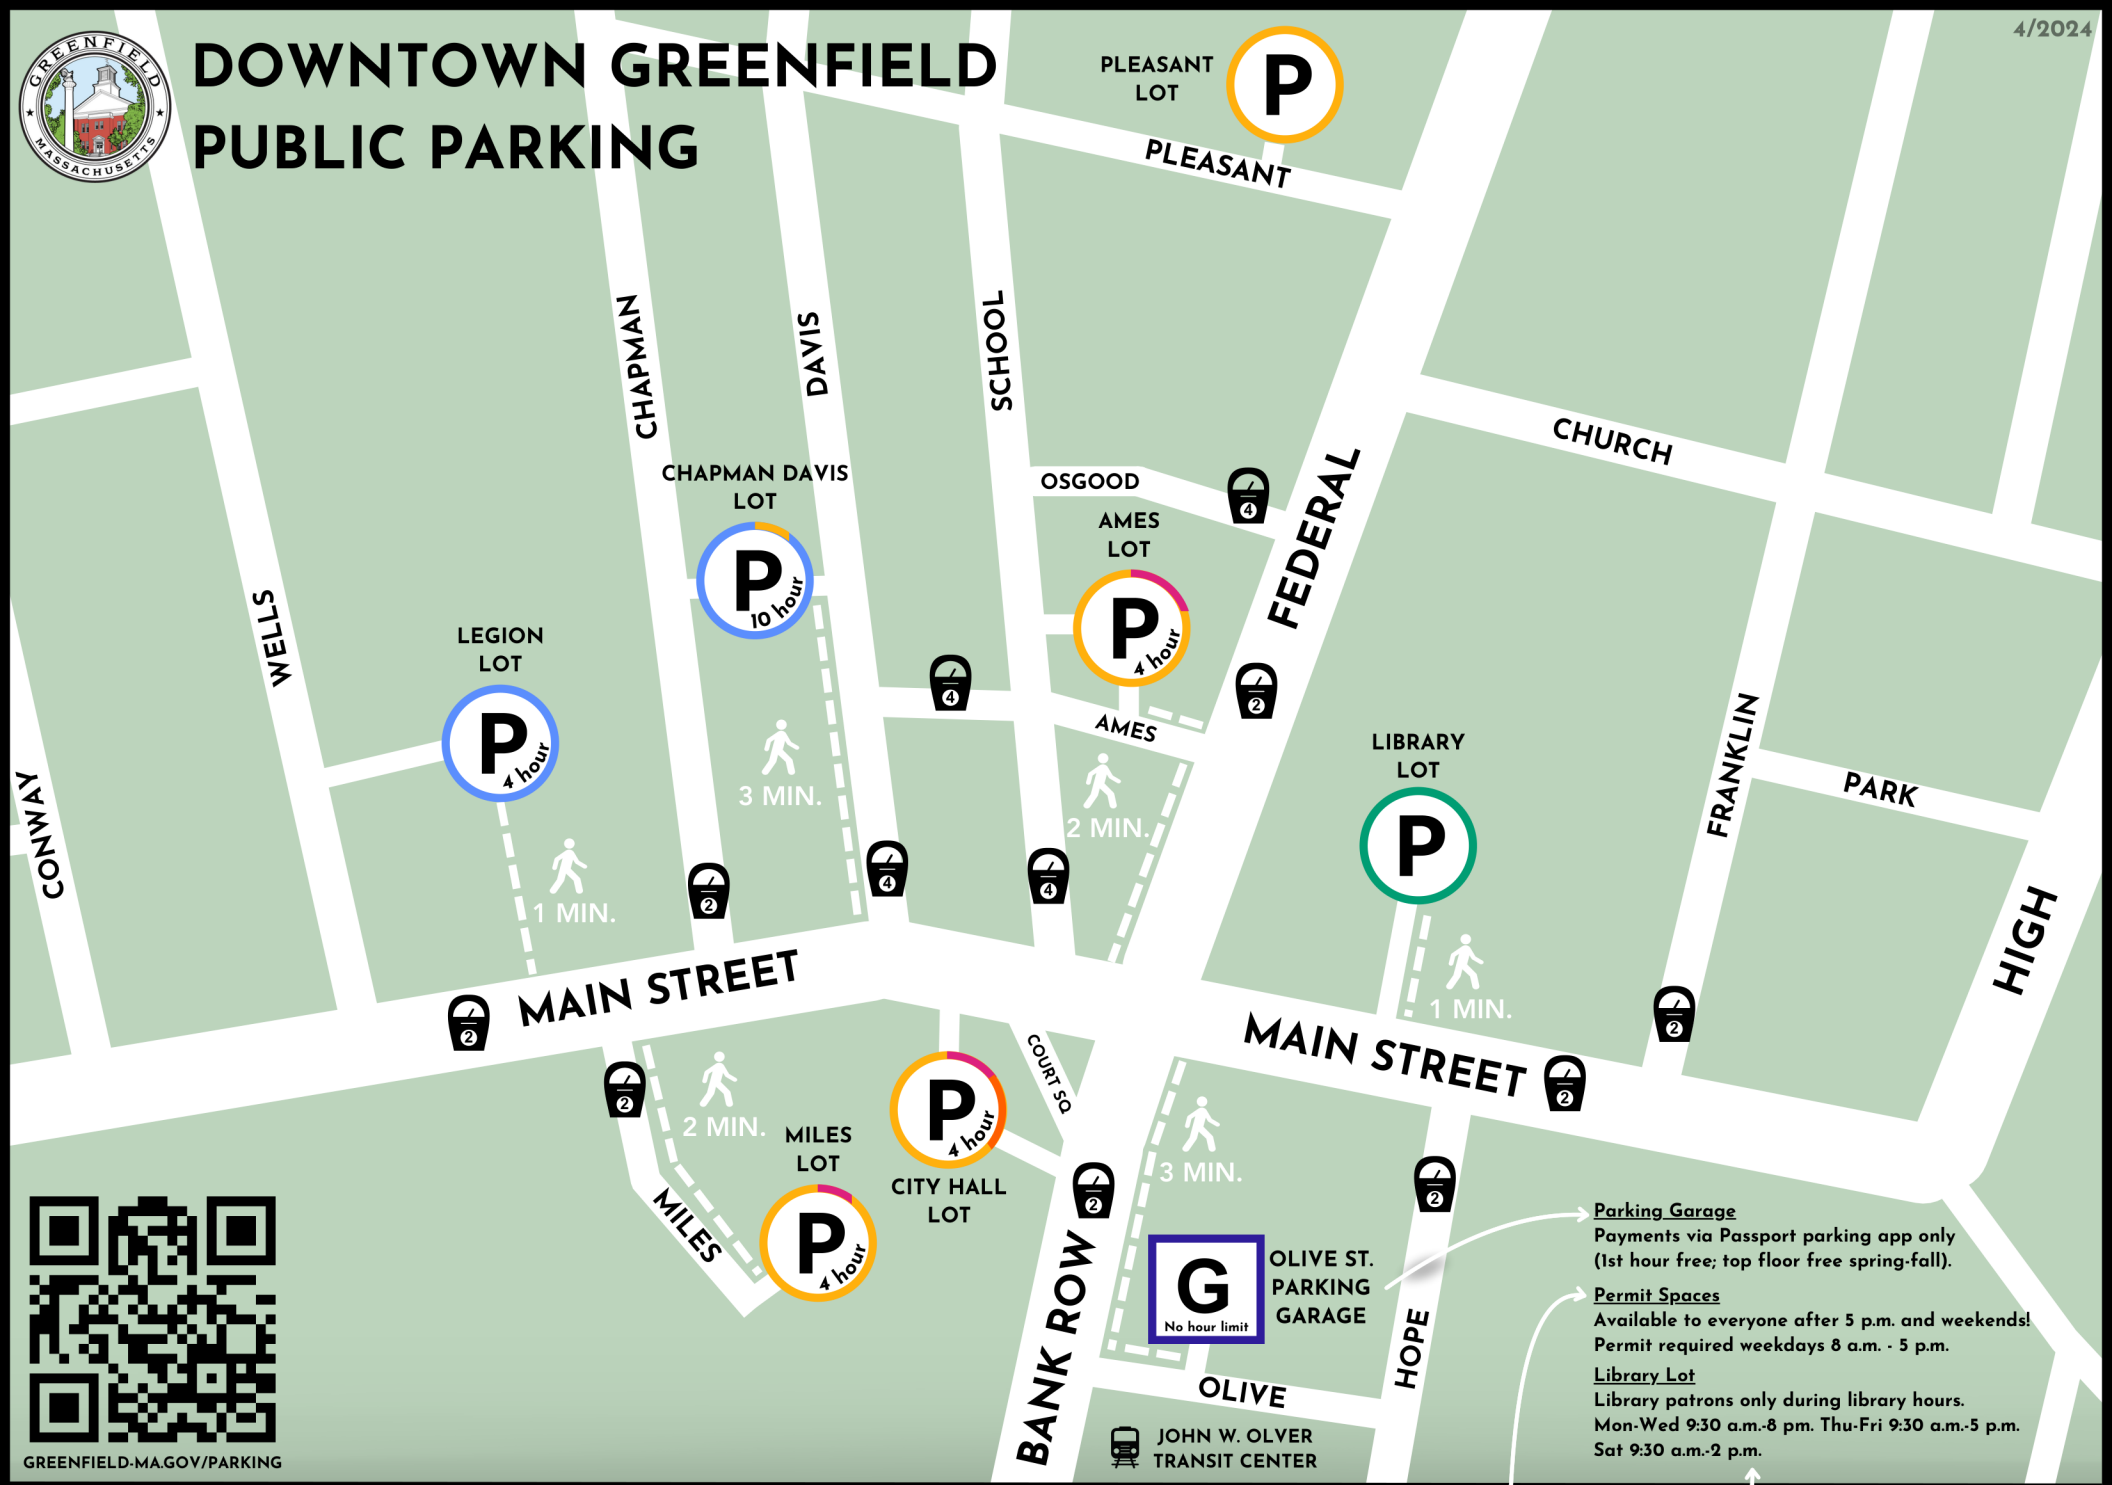 GREENFIELD
MASSACHUSETTS
DOWNTOWN GREENFIELD
PUBLIC PARKING
4/2024
PLEASANT
LOT
P
PLEASANT
CHAPMAN
DAVIS
SCHOOL
CHURCH
CHAPMAN DAVIS
LOT
P
10 hour
OSGOOD
4
AMES
LOT
P
4 hour
FEDERAL
WELLS
LEGION
LOT
P
4 hour
4
2
AMES
LIBRARY
LOT
P
FRANKLIN
PARK
CONWAY
3 MIN.
2 MIN.
1 MIN.
2
4
4
HIGH
1 MIN.
2
MAIN STREET
2
MAIN STREET
2
COURT SQ
2
2 MIN.
P
4 hour
CITY HALL
LOT
MILES
LOT
P
4 hour
MILES
3 MIN.
2
2
BANK ROW
G
No hour limit
OLIVE ST.
PARKING
GARAGE
HOPE
OLIVE
JOHN W. OLVER
TRANSIT CENTER
Parking Garage
Payments via Passport parking app only
(1st hour free; top floor free spring-fall).
Permit Spaces
Available to everyone after 5 p.m. and weekends!
Permit required weekdays 8 a.m. - 5 p.m.
Library Lot
Library patrons only during library hours.
Mon-Wed 9:30 a.m.-8 pm. Thu-Fri 9:30 a.m.-5 p.m.
Sat 9:30 a.m.-2 p.m.
GREENFIELD-MA.GOV/PARKING